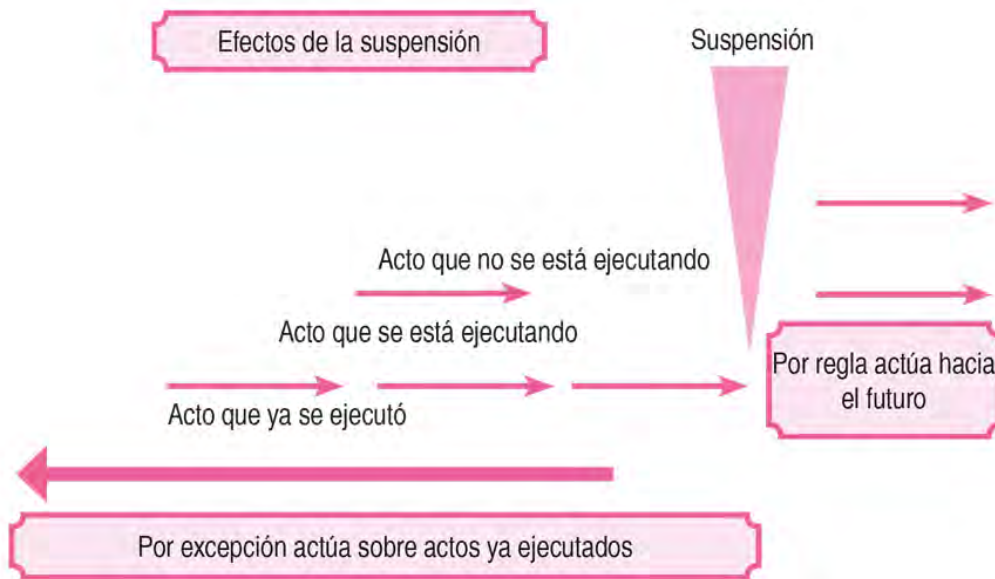 Efectos de la suspensión
Suspensión
Acto que no se está ejecutando
Acto que se está ejecutando
Por regla actúa hacia
el futuro
Acto que ya se ejecutó
Por excepción actúa sobre actos ya ejecutados